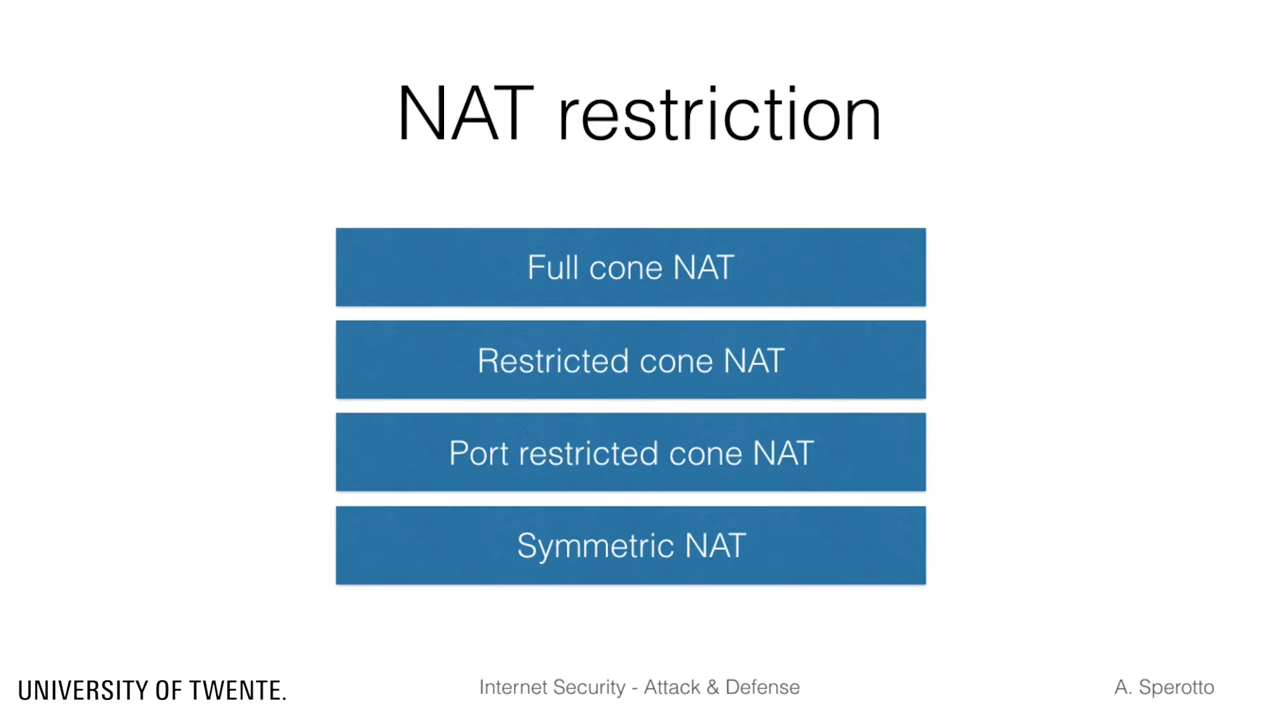 NAT restriction
Full cone NAT
Restricted cone NAT
Port restricted cone NAT
Symmetric NAT
UNIVERSITY OF TWENTE.
Internet Security - Attack & Defense
A. Sperotto